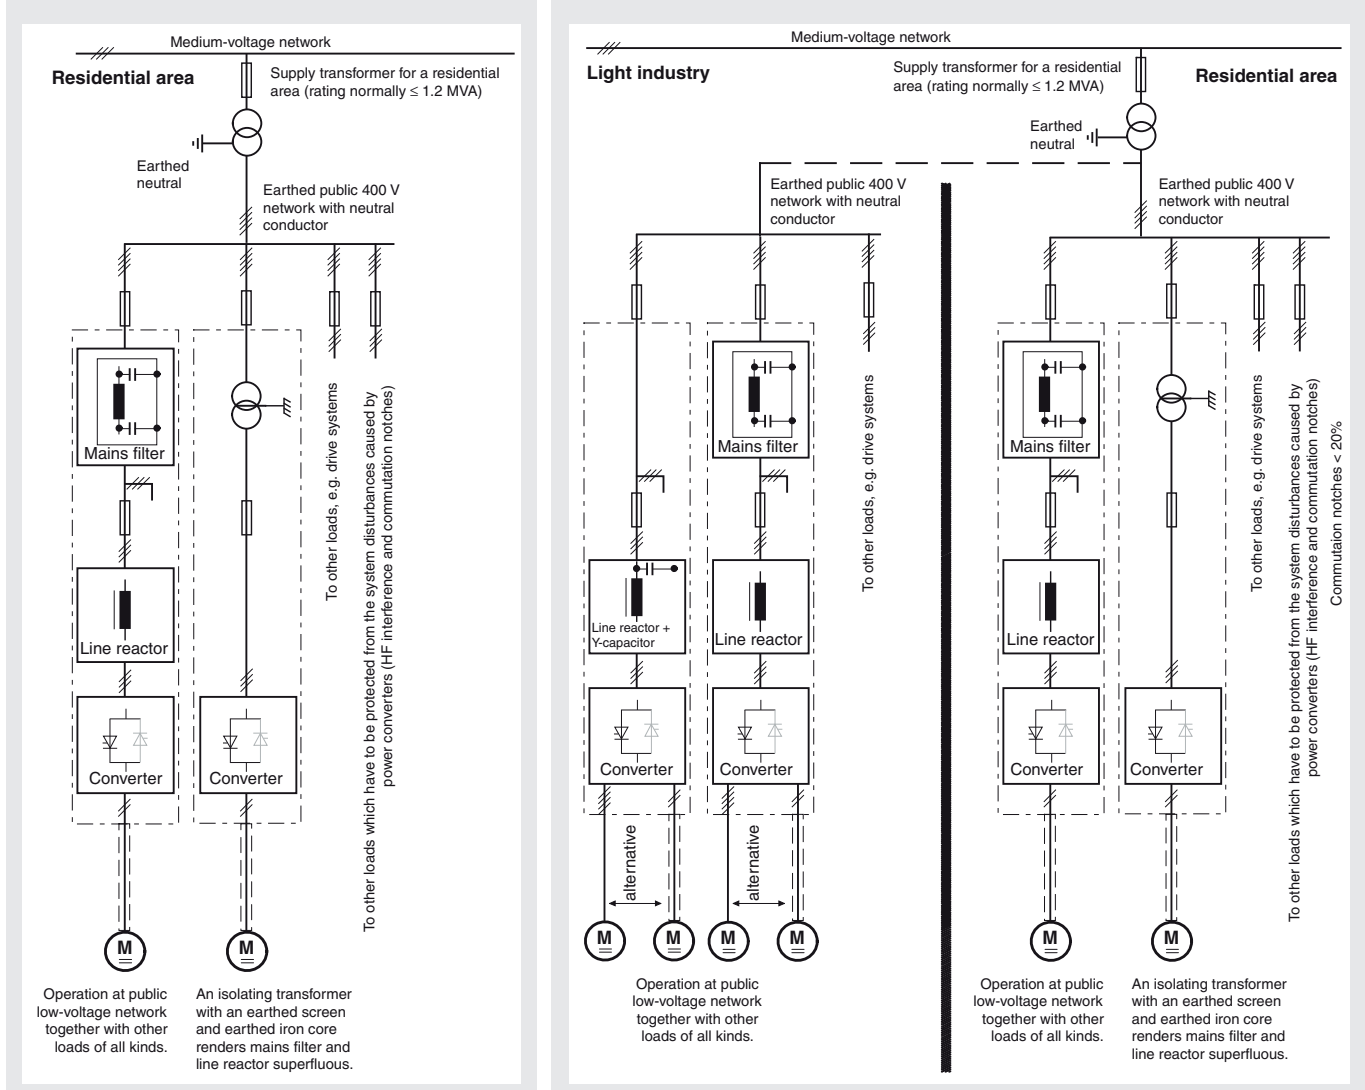 Medium-voltage network
Residential area
Supply transformer for a residential
area (rating normally ≤ 1.2 MVA)
Earthed
neutral
Earthed public 400 V
network with neutral
conductor
Mains filter
Line reactor
Converter
Converter
To other loads, e.g. drive systems
To other loads which have to be protected from the system disturbances caused by
power converters (HF interference and commutation notches)
M
M
Operation at public
low-voltage network
together with other
loads of all kinds.
An isolating transformer
with an earthed screen
and earthed iron core
renders mains filter and
line reactor superfluous.
Medium-voltage network
Light industry
Supply transformer for a residential
area (rating normally ≤ 1.2 MVA)
Residential area
Earthed
neutral
Earthed public 400 V
network with neutral
conductor
Earthed public 400 V
network with neutral
conductor
Mains filter
Line reactor +
Y-capacitor
Line reactor
Converter
Converter
To other loads, e.g. drive systems
alternative
alternative
M
M
M
M
Operation at public
low-voltage network
together with other
loads of all kinds.
Mains filter
Line reactor
Converter
Converter
To other loads, e.g. drive systems
To other loads which have to be protected from the system disturbances caused by
power converters (HF interference and commutation notches)
Commutaion notches < 20%
M
M
Operation at public
low-voltage network
together with other
loads of all kinds.
An isolating transformer
with an earthed screen
and earthed iron core
renders mains filter and
line reactor superfluous.